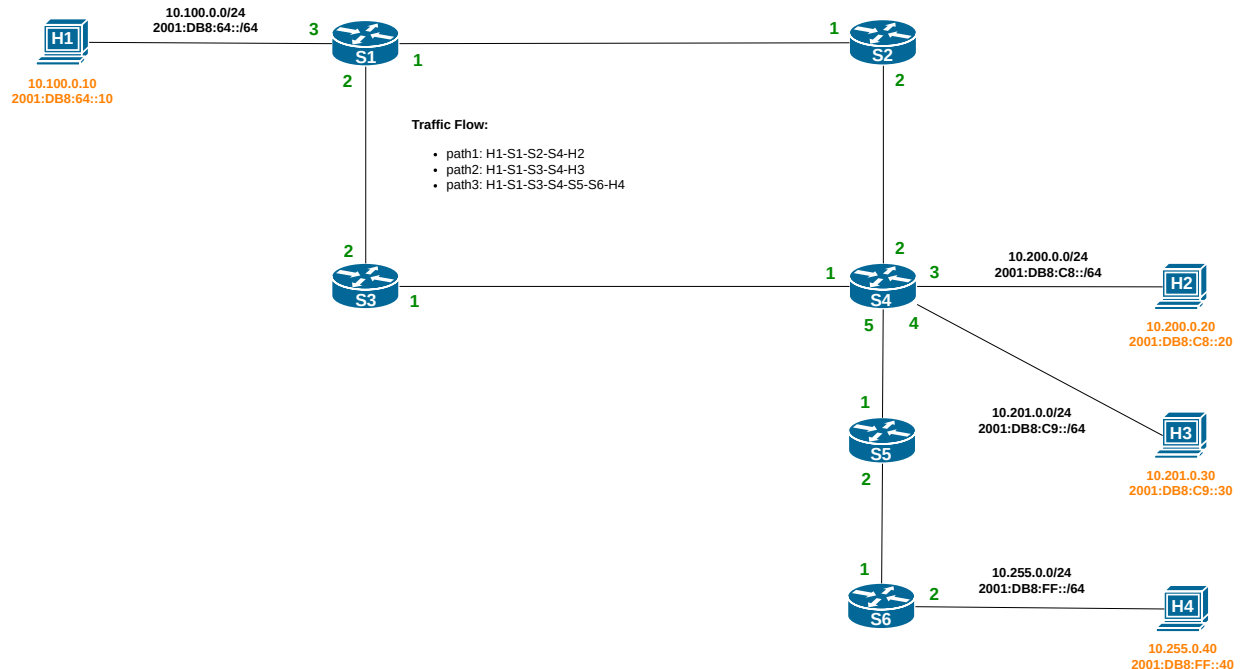 10.100.0.0/24
2001:DB8:64::/64
H1
3
S1
1
1
S2
10.100.0.10
2001:DB8:64::10
2
2
Traffic Flow:
• path1: H1-S1-S2-S4-H2
• path2: H1-S1-S3-S4-H3
• path3: H1-S1-S3-S4-S5-S6-H4
2
S3
1
2
1
S4
3
10.200.0.0/24
2001:DB8:C8::/64
H2
5
4
10.200.0.20
2001:DB8:C8::20
1
S5
2
10.201.0.0/24
2001:DB8:C9::/64
H3
10.201.0.30
2001:DB8:C9::30
1
S6
2
10.255.0.0/24
2001:DB8:FF::/64
H4
10.255.0.40
2001:DB8:FF::40